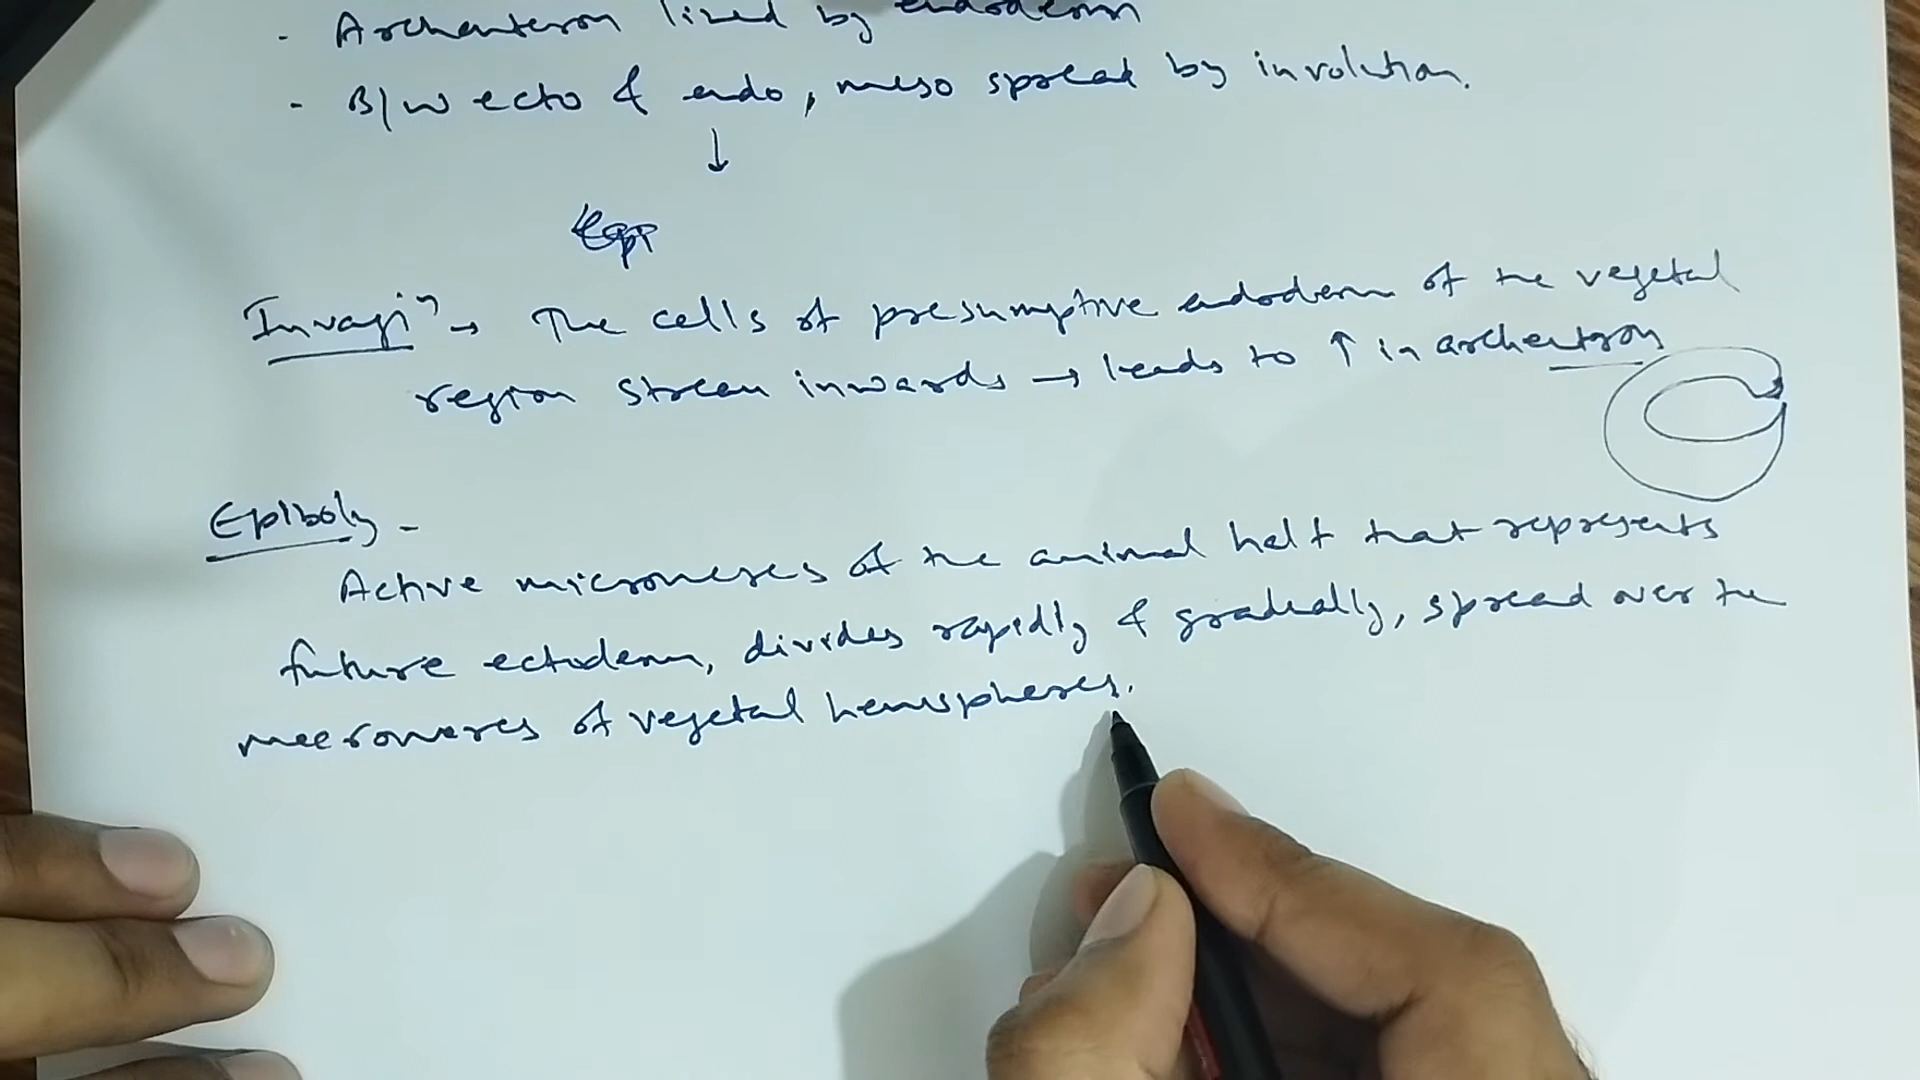 - Archenteron lined by endoderm
- B/w ecto & endo, meso spread by involution.
↓
Invagiⁿ → The cells of presumptive endoderm of the vegetal
region stream inwards → leads to ↑ in archentron
Epiboly -
Active micromeres of the animal half that represents
future ectoderm, divides rapidly & gradually, spread over the
macromeres of vegetal hemispheres.